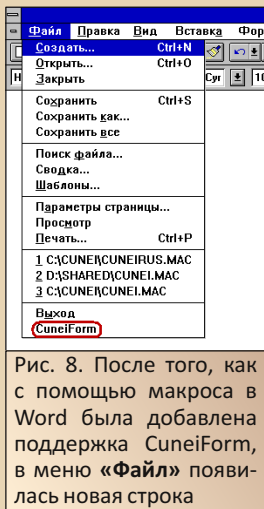 Файл Правка Вид Вставка Фор
Создать... Ctrl+N
Открыть... Ctrl+O
Закрыть
Сохранить Ctrl+S
Сохранить как...
Сохранить все
Поиск файла...
Сводка...
Шаблоны...
Параметры страницы...
Просмотр
Печать... Ctrl+P
1 C:\CUNEI\CUNEIRUS.MAC
2 D:\SHARED\CUNEI.MAC
3 C:\CUNEI\CUNEI.MAC
Выход
CuneiForm
Н Cyr 10
Рис. 8. После того, как
с помощью макроса в
Word была добавлена
поддержка CuneiForm,
в меню «Файл» появи-
лась новая строка